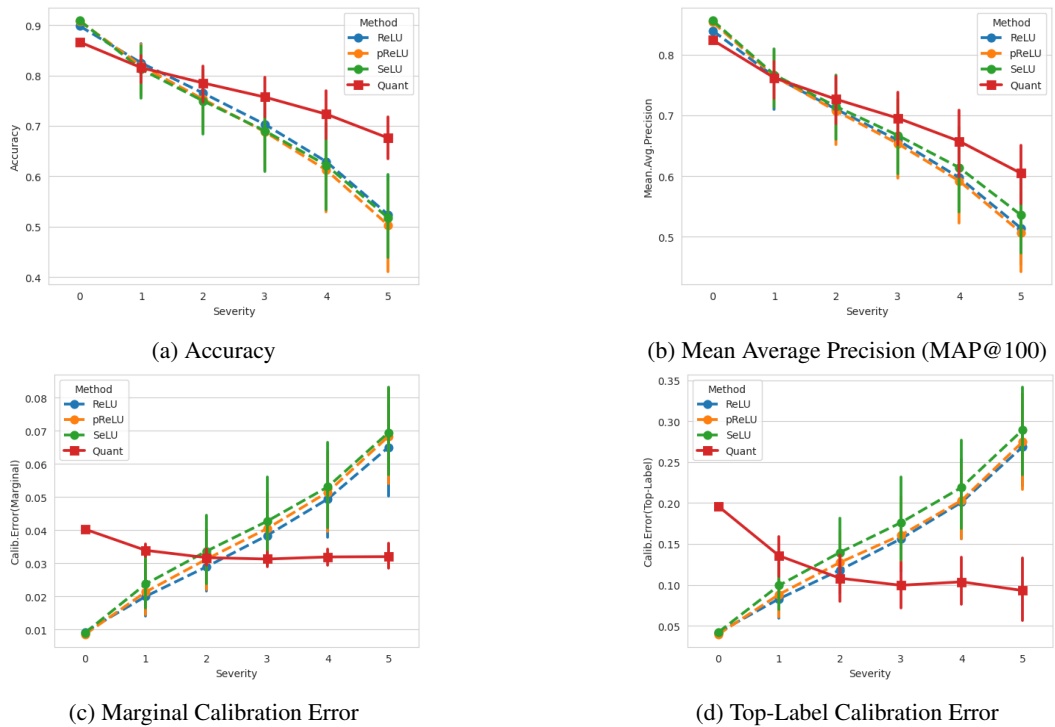 0.9
0.8
0.7
0.6
0.5
0.4
Accuracy
0 1 2 3 4 5
Severity
Method
ReLU
pReLU
SeLU
Quant
(a) Accuracy
0.8
0.7
0.6
0.5
Mean.Avg.Precision
0 1 2 3 4 5
Severity
Method
ReLU
pReLU
SeLU
Quant
(b) Mean Average Precision (MAP@100)
0.08
0.07
0.06
0.05
0.04
0.03
0.02
0.01
Calib.Error(Marginal)
0 1 2 3 4 5
Severity
Method
ReLU
pReLU
SeLU
Quant
(c) Marginal Calibration Error
0.35
0.30
0.25
0.20
0.15
0.10
0.05
Calib.Error(Top-Label)
0 1 2 3 4 5
Severity
Method
ReLU
pReLU
SeLU
Quant
(d) Top-Label Calibration Error